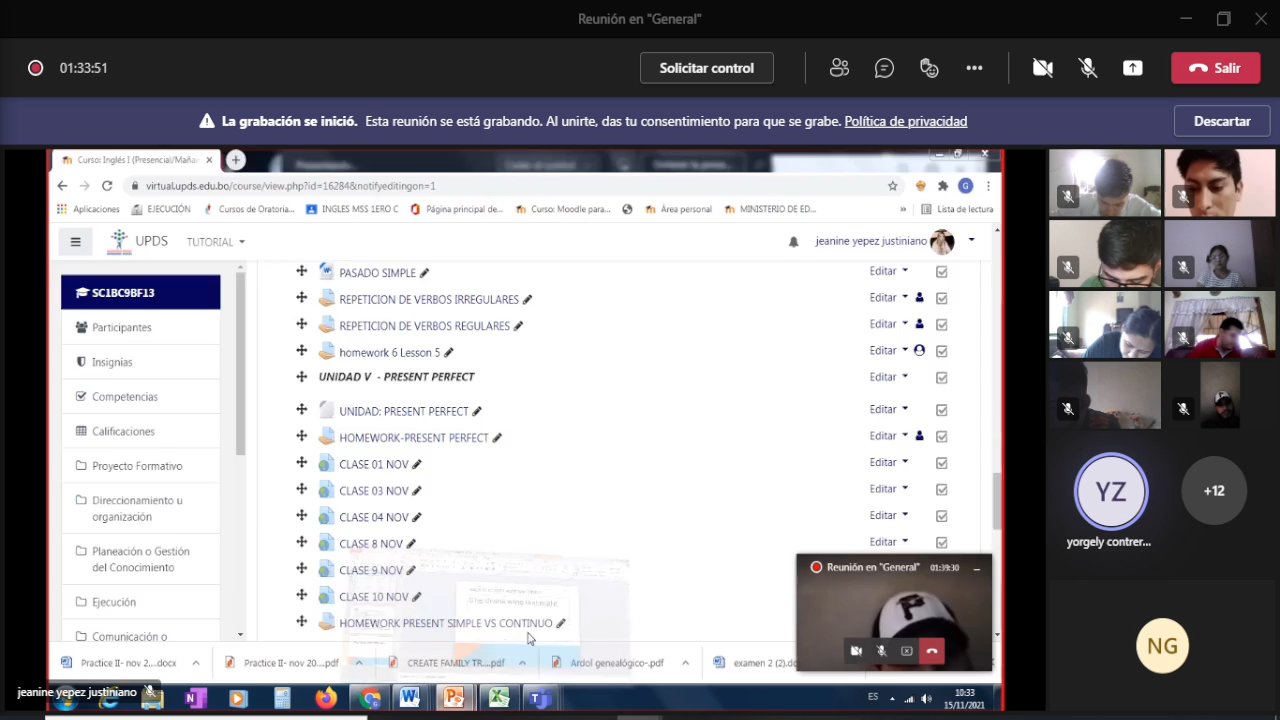 Reunión en "General"
01:33:51
Solicitar control
Salir
La grabación se inició. Esta reunión se está grabando. Al unirte, das tu consentimiento para que se grabe. Política de privacidad
Descartar
Curso: Inglés I (Presencial/Maña
virtual.upds.edu.bo/course/view.php?id=16284&notifyeditingon=1
G
Aplicaciones
EJECUCIÓN
Cursos de Oratoria...
INGLES MSS 1ERO C
Página principal de...
Curso: Moodle para...
Área personal
MINISTERIO DE ED...
»
Lista de lectura
UPDS
TUTORIAL
jeanine yepez justiniano
SC1BC9BF13
Participantes
Insignias
Competencias
Calificaciones
Proyecto Formativo
Direccionamiento u
organización
Planeación o Gestión
del Conocimiento
Ejecución
Comunicación o
PASADO SIMPLE
Editar
REPETICION DE VERBOS IRREGULARES
Editar
REPETICION DE VERBOS REGULARES
Editar
homework 6 Lesson 5
Editar
UNIDAD V - PRESENT PERFECT
Editar
UNIDAD: PRESENT PERFECT
Editar
HOMEWORK-PRESENT PERFECT
Editar
CLASE 01 NOV
Editar
CLASE 03 NOV
Editar
CLASE 04 NOV
Editar
CLASE 8 NOV
Editar
CLASE 9 NOV
CLASE 10 NOV
HOMEWORK PRESENT SIMPLE VS CONTINUO
Reunión en "General"
01:39:30
P
Practice II- nov 2....docx
Practice II- nov 20....pdf
CREATE FAMILY TR....pdf
Ardol genealógico-.pdf
examen 2 (2).do
jeanine yepez justiniano
ES
10:33
15/11/2021
YZ
yorgely contrer...
+12
NG